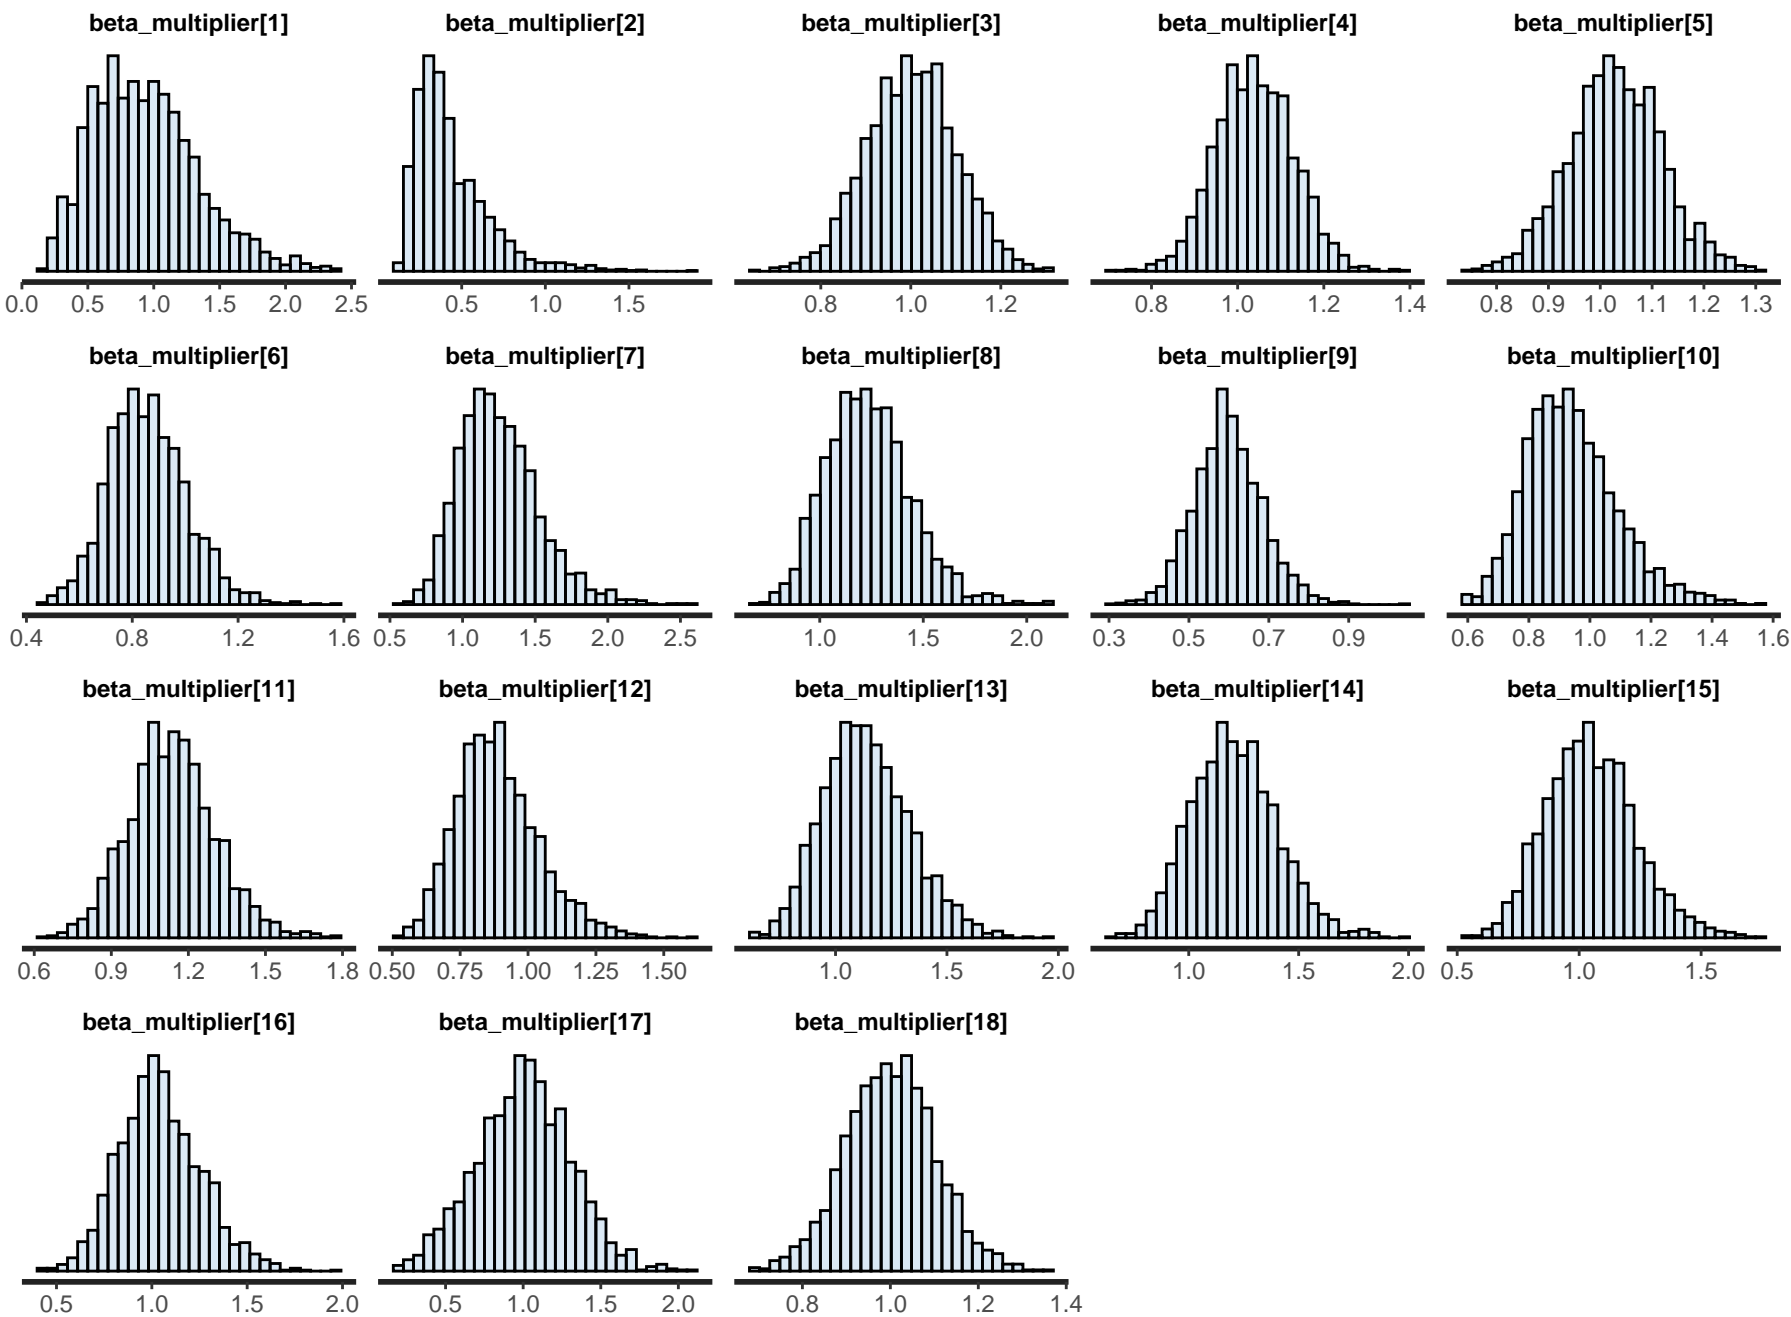 beta_multiplier[1] beta_multiplier[2] beta_multiplier[3] beta_multiplier[4] beta_multiplier[5]
0.0 0.5 1.0 1.5 2.0 2.5 0.5 1.0 1.5 0.8 1.0 1.2 0.8 1.0 1.2 1.4 0.8 0.9 1.0 1.1 1.2 1.3
beta_multiplier[6] beta_multiplier[7] beta_multiplier[8] beta_multiplier[9] beta_multiplier[10]
0.4 0.8 1.2 1.6 0.5 1.0 1.5 2.0 2.5 1.0 1.5 2.0 0.3 0.5 0.7 0.9 0.6 0.8 1.0 1.2 1.4 1.6
beta_multiplier[11] beta_multiplier[12] beta_multiplier[13] beta_multiplier[14] beta_multiplier[15]
0.6 0.9 1.2 1.5 1.8 0.50 0.75 1.00 1.25 1.50 1.0 1.5 2.0 1.0 1.5 2.0 0.5 1.0 1.5
beta_multiplier[16] beta_multiplier[17] beta_multiplier[18]
0.5 1.0 1.5 2.0 0.5 1.0 1.5 2.0 0.8 1.0 1.2 1.4